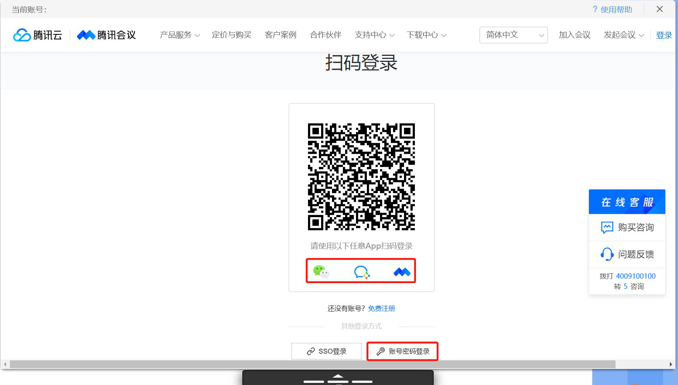 当前账号：
? 使用帮助
腾讯云 腾讯会议 产品服务 定价与购买 客户案例 合作伙伴 支持中心 下载中心 简体中文 加入会议 发起会议 登录
扫码登录
请使用以下任意App扫码登录
还没有账号？免费注册
其他登录方式
SSO登录 账号密码登录
在线客服
购买咨询
问题反馈
拨打 4009100100
转 5 咨询